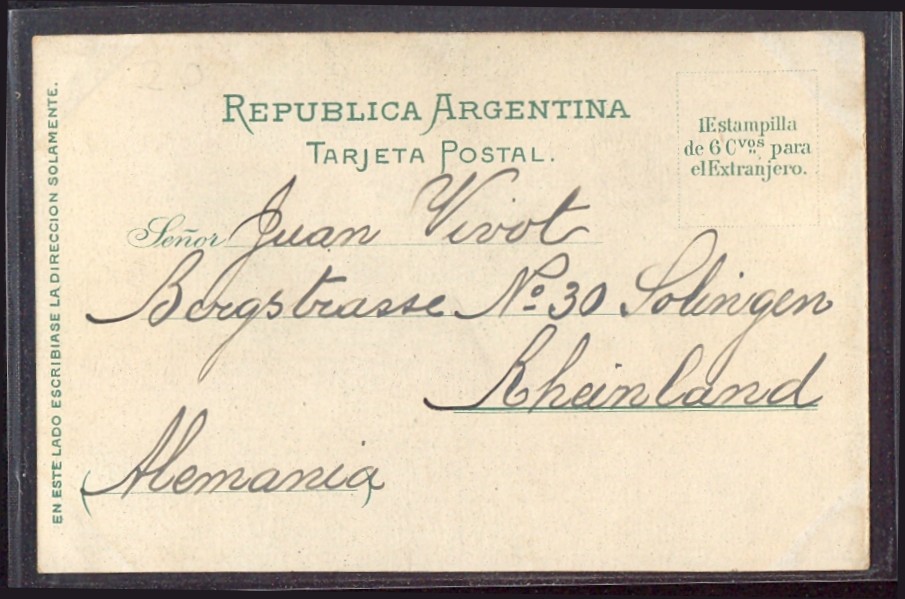 REPUBLICA ARGENTINA
TARJETA POSTAL.
1Estampilla
de 6 Cvos para
el Extranjero.
Señor Juan Vivot
Bergstrasse No. 30 Solingen
Rheinland
(Alemania)
EN ESTE LADO ESCRIBIASE LA DIRECCION SOLAMENTE.